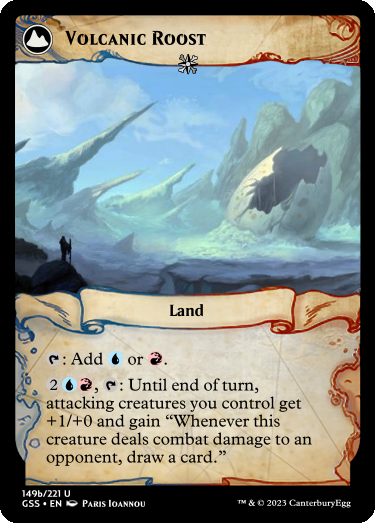 Volcanic Roost
Land
: Add or .
2 , : Until end of turn,
attacking creatures you control get
+1/+0 and gain “Whenever this
creature deals combat damage to an
opponent, draw a card.”
149b/221 U
GSS • EN Paris Ioannou
™ & © 2023 CanterburyEgg